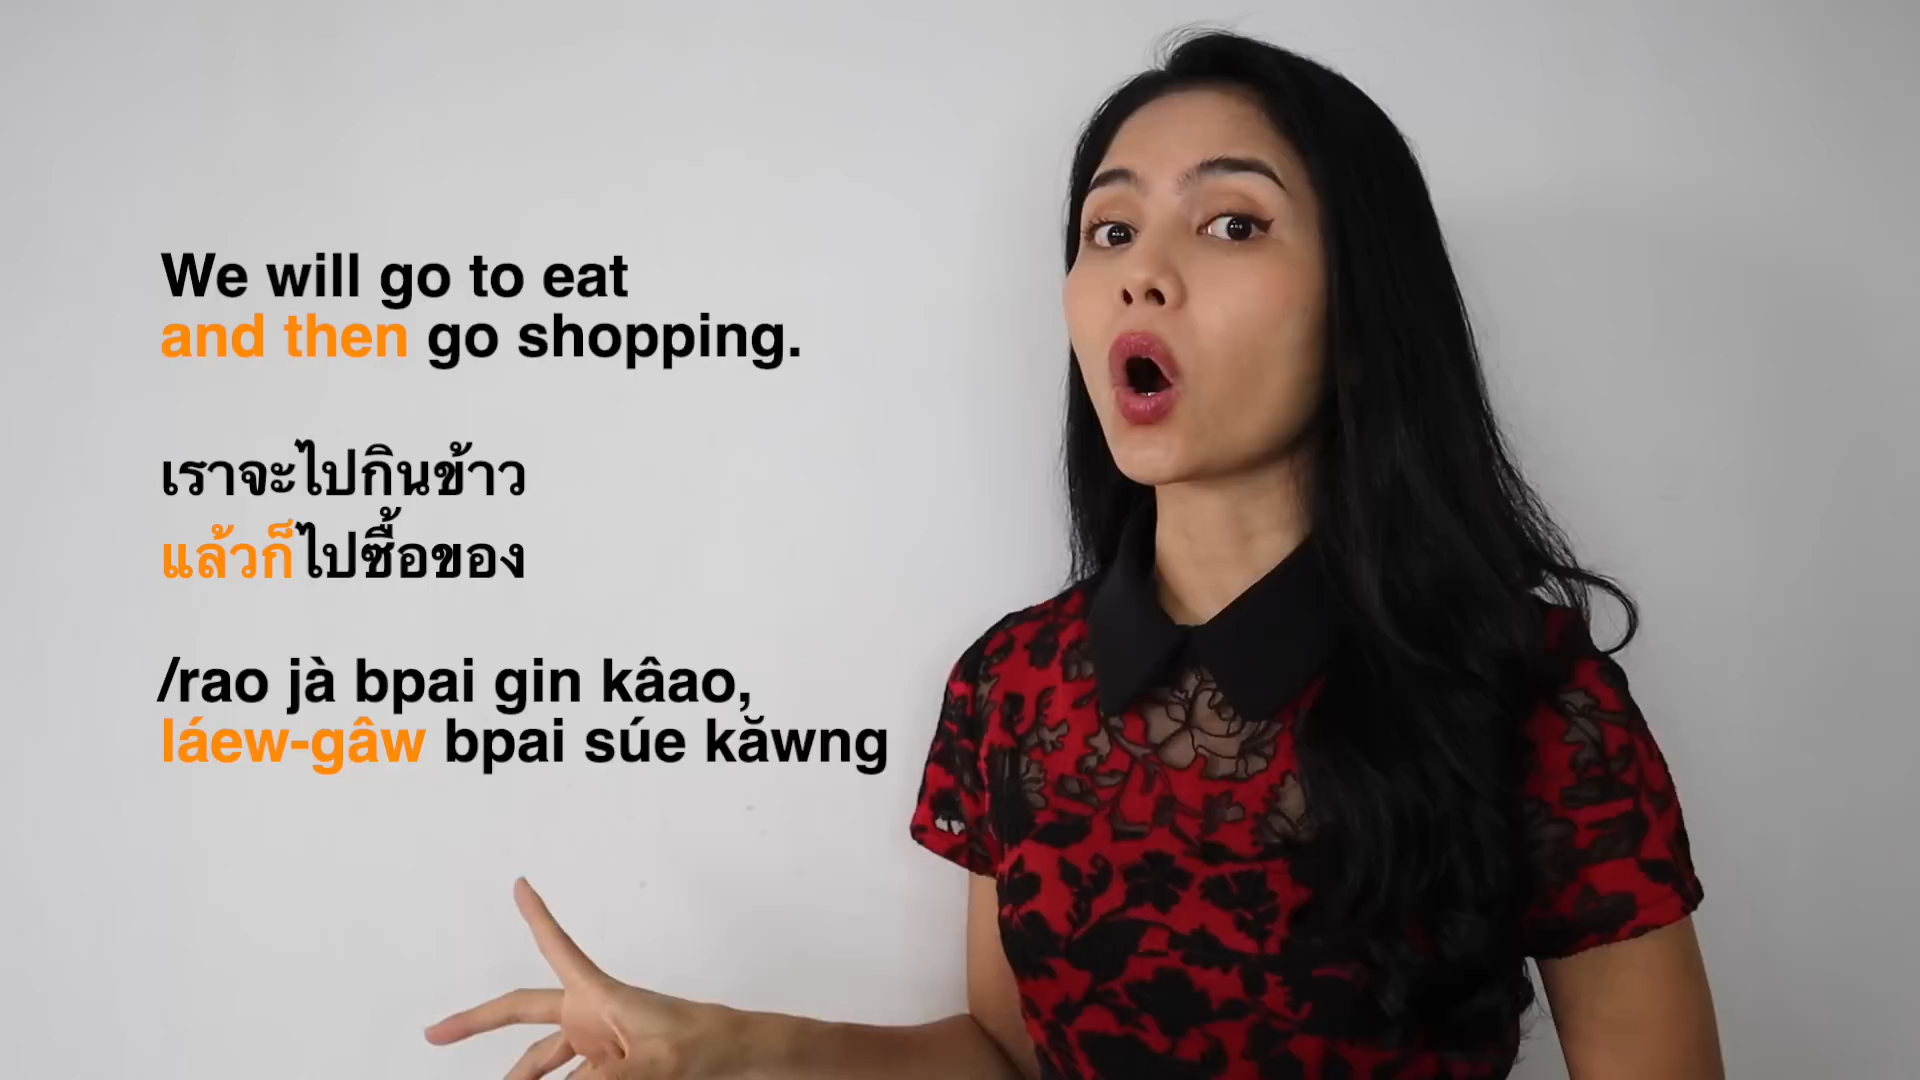 We will go to eat
and then go shopping.
เราจะไปกินข้าว
แล้วก็ไปซื้อของ
/rao jà bpai gin kâao,
láew-gâw bpai súe kăwng